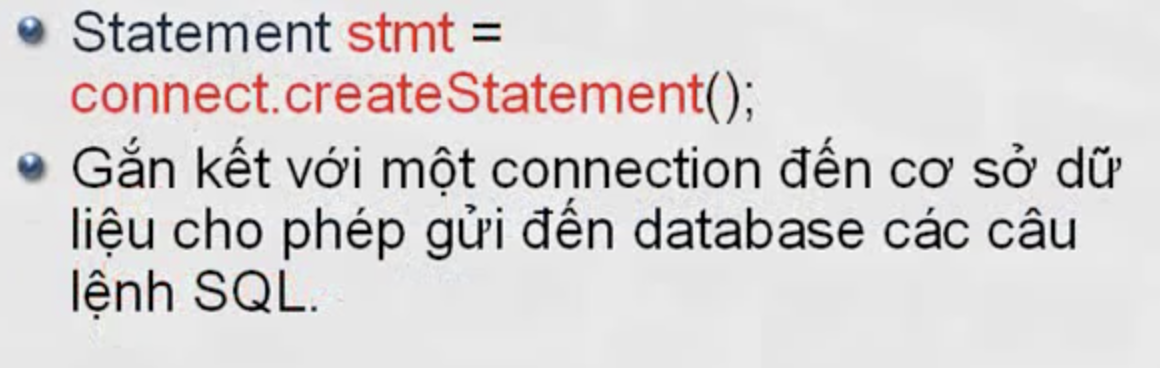 Statement stmt =
connect.createStatement();
Gắn kết với một connection đến cơ sở dữ
liệu cho phép gửi đến database các câu
lệnh SQL.